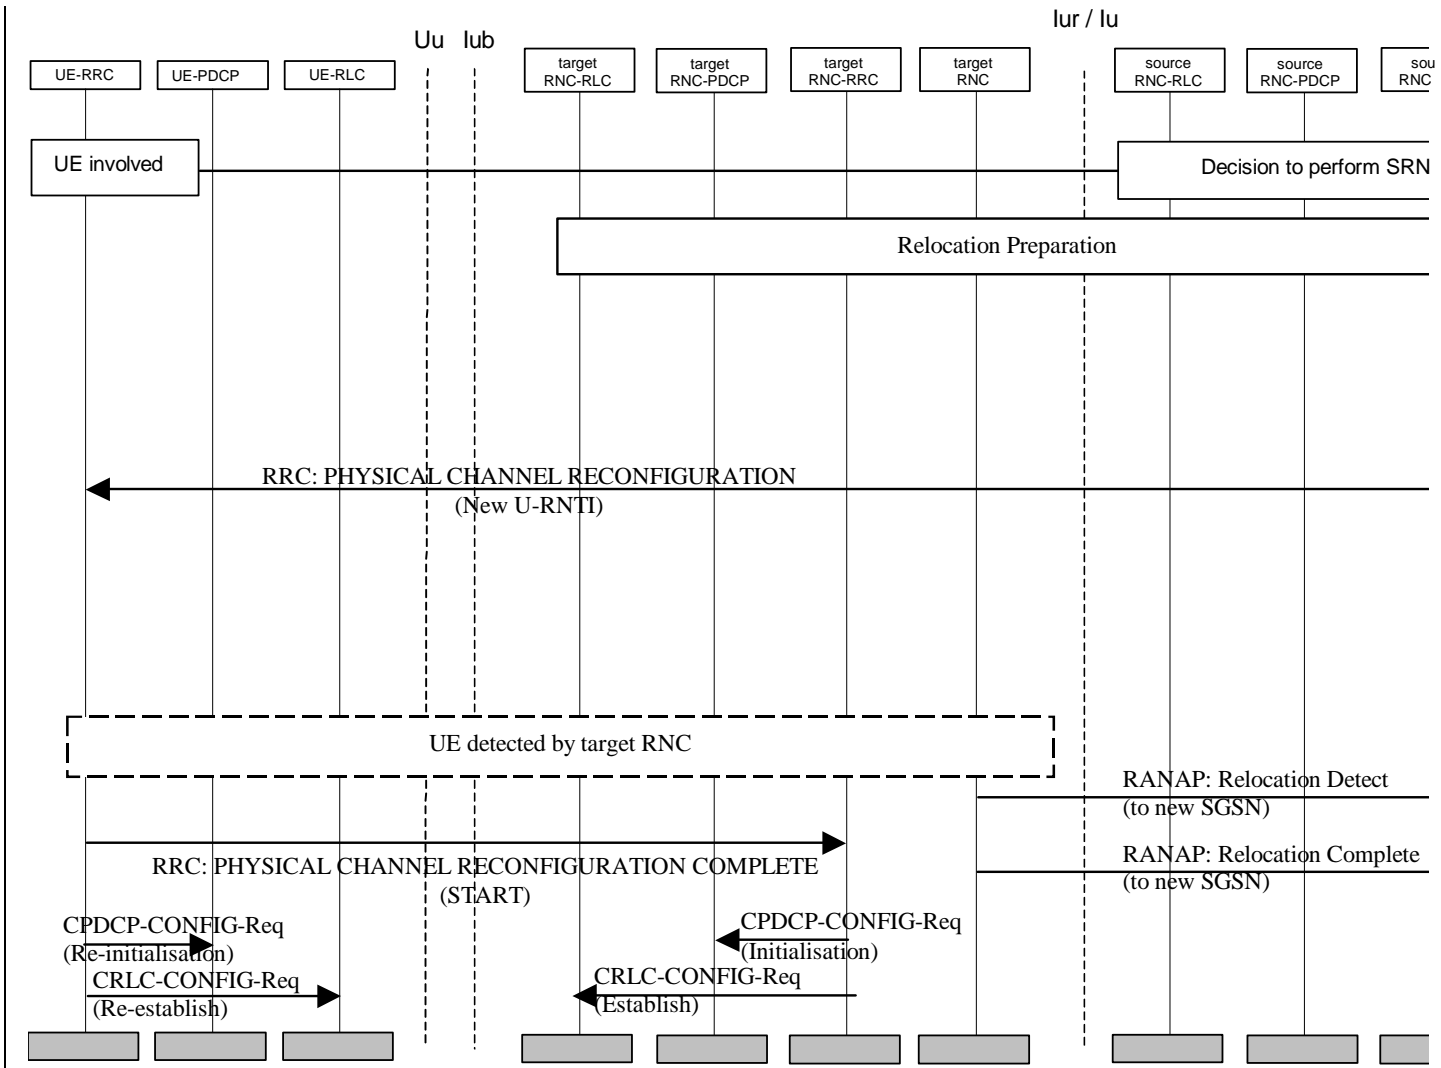 Iur / Iu
Uu Iub
UE-RRC
UE-PDCP
UE-RLC
target
RNC-RLC
target
RNC-PDCP
target
RNC-RRC
target
RNC
source
RNC-RLC
source
RNC-PDCP
sou
RNC
UE involved
Decision to perform SRN
Relocation Preparation
RRC: PHYSICAL CHANNEL RECONFIGURATION
(New U-RNTI)
UE detected by target RNC
RANAP: Relocation Detect
(to new SGSN)
RRC: PHYSICAL CHANNEL RECONFIGURATION COMPLETE
(START)
RANAP: Relocation Complete
(to new SGSN)
CPDCP-CONFIG-Req
(Re-initialisation)
CPDCP-CONFIG-Req
(Initialisation)
CRLC-CONFIG-Req
(Re-establish)
CRLC-CONFIG-Req
(Establish)